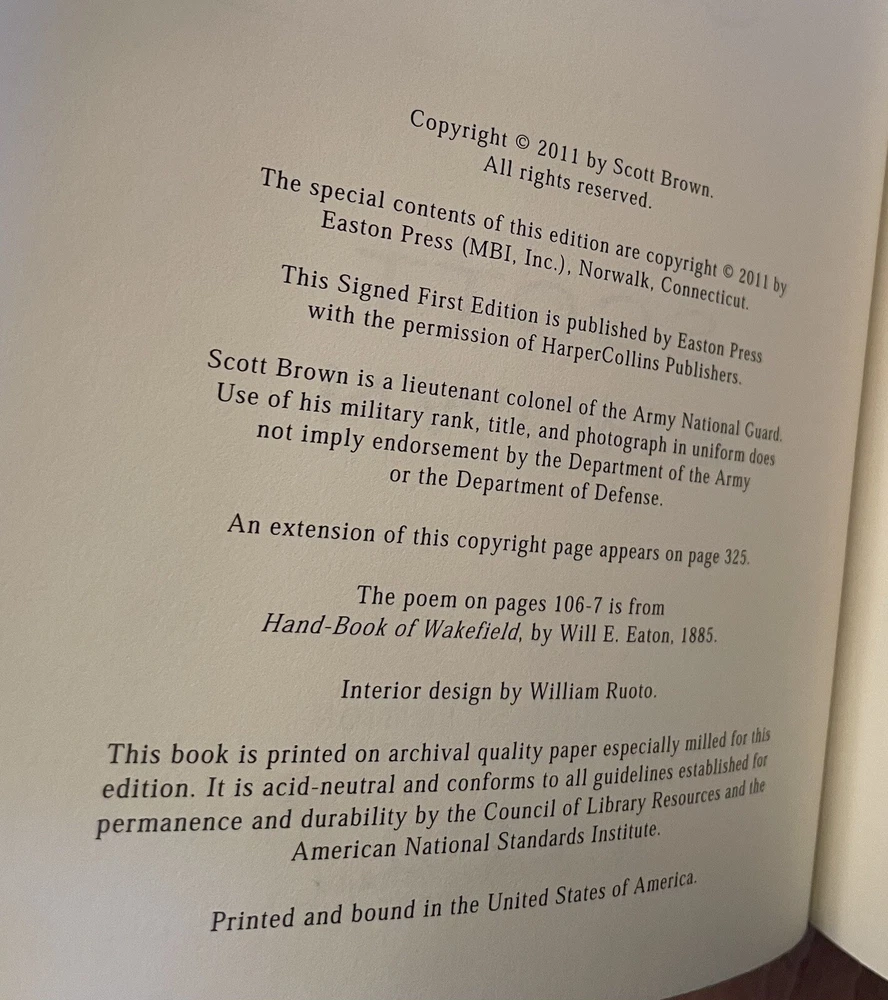 Copyright © 2011 by Scott Brown.
All rights reserved.
The special contents of this edition are copyright © 2011 by
Easton Press (MBI, Inc.), Norwalk, Connecticut.
This Signed First Edition is published by Easton Press
with the permission of HarperCollins Publishers.
Scott Brown is a lieutenant colonel of the Army National Guard.
Use of his military rank, title, and photograph in uniform does
not imply endorsement by the Department of the Army
or the Department of Defense.
An extension of this copyright page appears on page 325.
The poem on pages 106-7 is from
Hand-Book of Wakefield, by Will E. Eaton, 1885.
Interior design by William Ruoto.
This book is printed on archival quality paper especially milled for this
edition. It is acid-neutral and conforms to all guidelines established for
permanence and durability by the Council of Library Resources and the
American National Standards Institute.
Printed and bound in the United States of America.